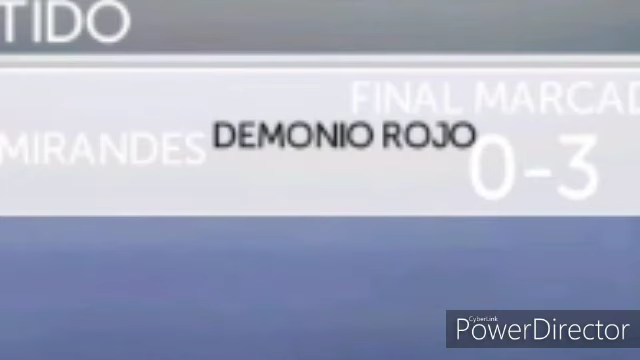 TIDO
FINAL MARCAD
MIRANDES
DEMONIO ROJO
0-3
CyberLink
PowerDirector